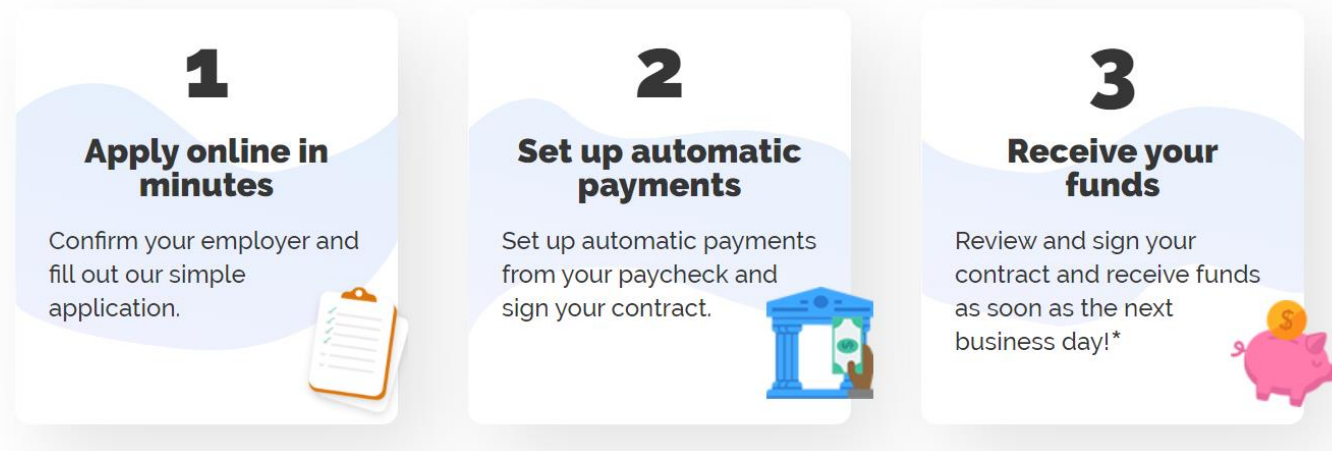 1
Apply online in
minutes
Confirm your employer and
fill out our simple
application.
2
Set up automatic
payments
Set up automatic payments
from your paycheck and
sign your contract.
3
Receive your
funds
Review and sign your
contract and receive funds
as soon as the next
business day!*
$